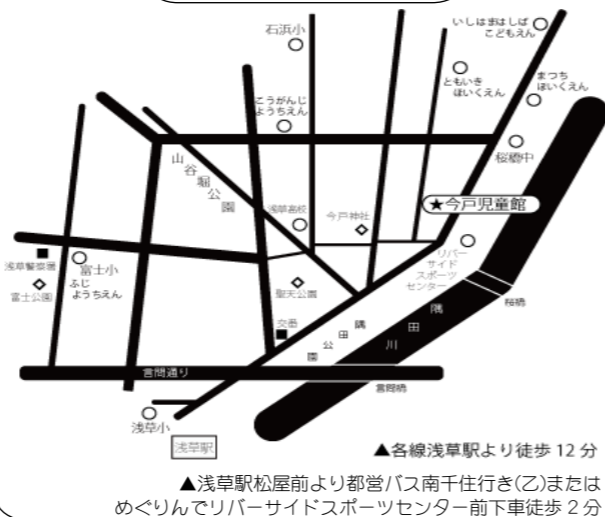 石浜小
いしはまはしば
こどもえん
ともいき
ほいくえん
まつち
ほいくえん
こうがんじ
ようちえん
桜橋中
山谷堀公園
★今戸児童館
浅草高校
今戸神社
リバー
サイド
スポーツ
センター
浅草警察署
富士小
ふじ
ようちえん
富士公園
聖天公園
桜橋
交番
隅田公園
隅田川
言問通り
言問橋
浅草小
浅草駅
▲各線浅草駅より徒歩 12 分
▲浅草駅松屋前より都営バス南千住行き(乙)または
めぐりんでリバーサイドスポーツセンター前下車徒歩 2 分